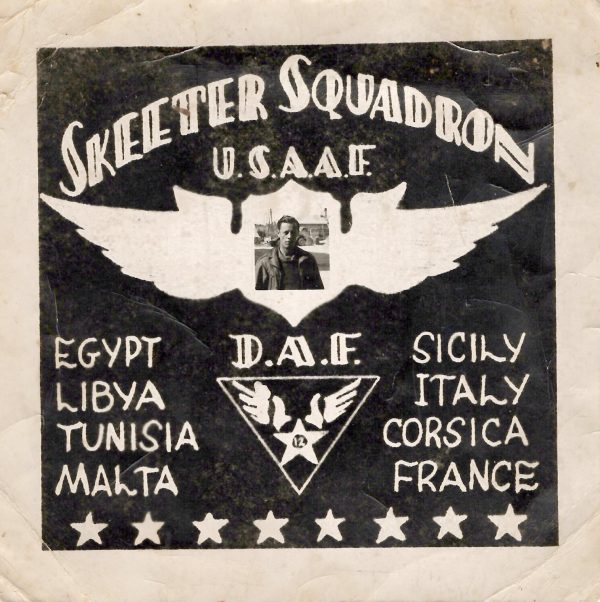 SKEETER SQUADRON
U.S.A.A.F.
D.A.F.
EGYPT
LIBYA
TUNISIA
MALTA
12
SICILY
ITALY
CORSICA
FRANCE